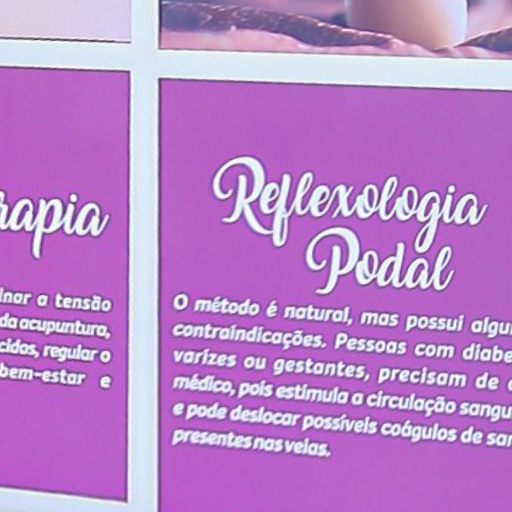 rapia
inar a tensão
da acupuntura,
cidos, regular o
bem-estar e
Reflexologia
Podal
O método é natural, mas possui algu
contraindicações. Pessoas com diabe
varizes ou gestantes, precisam de
médico, pois estimula a circulação sangu
e pode deslocar possíveis coágulos de san
presentes nas veias.